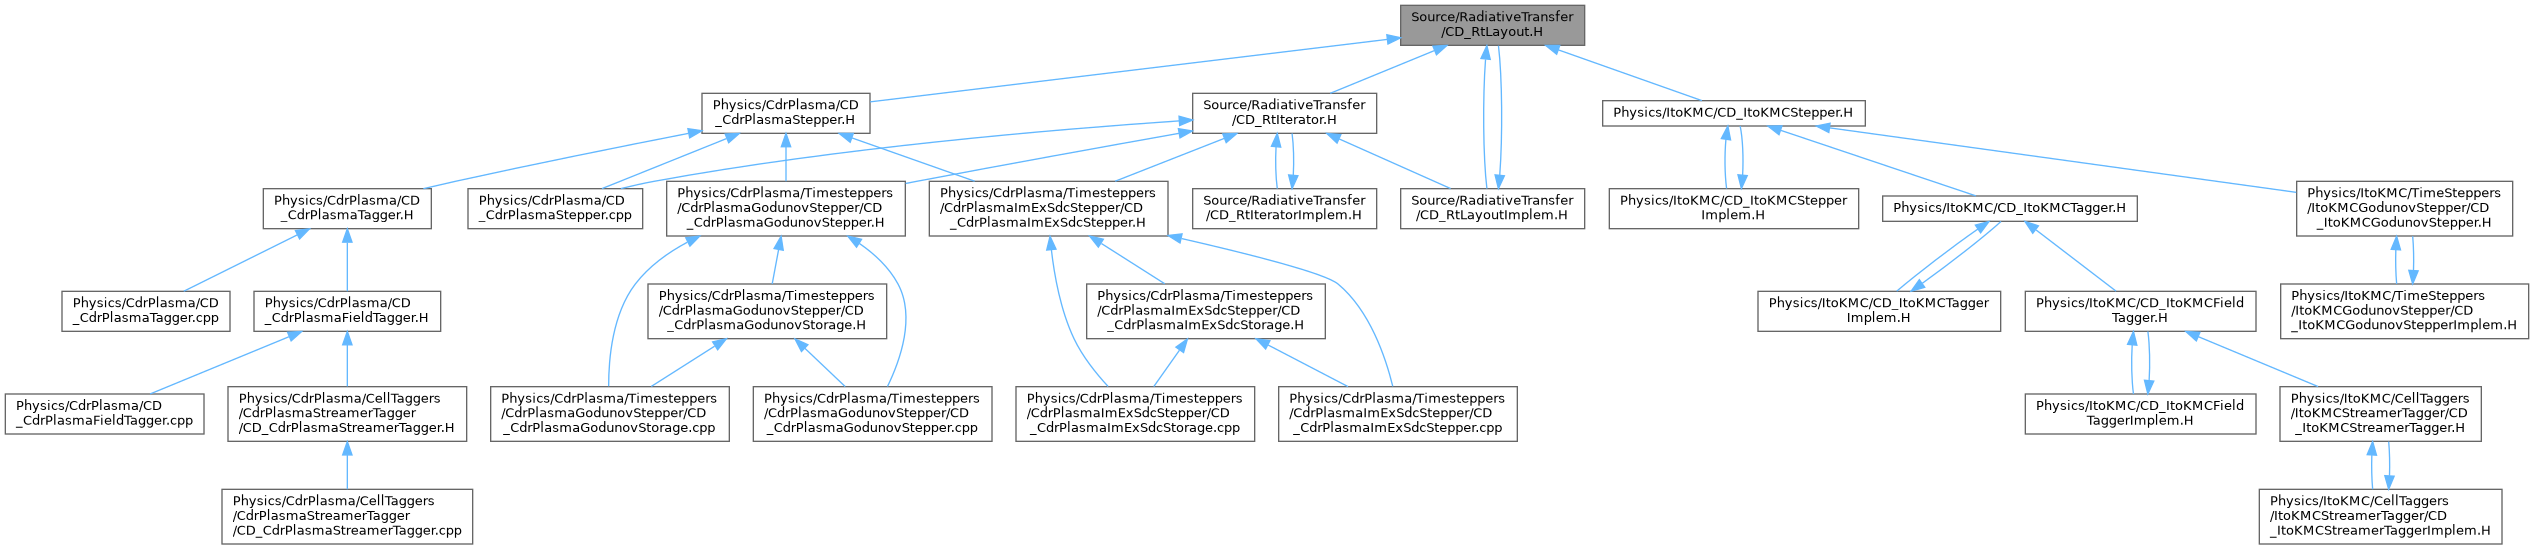 Source/RadiativeTransfer
/CD_RtLayout.H
Physics/CdrPlasma/CD
_CdrPlasmaStepper.H
Source/RadiativeTransfer
/CD_RtIterator.H
Physics/ItoKMC/CD_ItoKMCStepper.H
Physics/CdrPlasma/CD
_CdrPlasmaTagger.H
Physics/CdrPlasma/CD
_CdrPlasmaStepper.cpp
Physics/CdrPlasma/Timesteppers
/CdrPlasmaGodunovStepper/CD
_CdrPlasmaGodunovStepper.H
Physics/CdrPlasma/Timesteppers
/CdrPlasmaImExSdcStepper/CD
_CdrPlasmaImExSdcStepper.H
Source/RadiativeTransfer
/CD_RtIteratorImplem.H
Source/RadiativeTransfer
/CD_RtLayoutImplem.H
Physics/ItoKMC/CD_ItoKMCStepper
Implem.H
Physics/ItoKMC/CD_ItoKMCTagger.H
Physics/ItoKMC/TimeSteppers
/ItoKMCGodunovStepper/CD
_ItoKMCGodunovStepper.H
Physics/CdrPlasma/CD
_CdrPlasmaTagger.cpp
Physics/CdrPlasma/CD
_CdrPlasmaFieldTagger.H
Physics/CdrPlasma/Timesteppers
/CdrPlasmaGodunovStepper/CD
_CdrPlasmaGodunovStorage.H
Physics/CdrPlasma/Timesteppers
/CdrPlasmaImExSdcStepper/CD
_CdrPlasmaImExSdcStorage.H
Physics/ItoKMC/CD_ItoKMCTagger
Implem.H
Physics/ItoKMC/CD_ItoKMCField
Tagger.H
Physics/ItoKMC/TimeSteppers
/ItoKMCGodunovStepper/CD
_ItoKMCGodunovStepperImplem.H
Physics/CdrPlasma/CD
_CdrPlasmaFieldTagger.cpp
Physics/CdrPlasma/CellTaggers
/CdrPlasmaStreamerTagger
/CD_CdrPlasmaStreamerTagger.H
Physics/CdrPlasma/Timesteppers
/CdrPlasmaGodunovStepper/CD
_CdrPlasmaGodunovStorage.cpp
Physics/CdrPlasma/Timesteppers
/CdrPlasmaGodunovStepper/CD
_CdrPlasmaGodunovStepper.cpp
Physics/CdrPlasma/Timesteppers
/CdrPlasmaImExSdcStepper/CD
_CdrPlasmaImExSdcStorage.cpp
Physics/CdrPlasma/Timesteppers
/CdrPlasmaImExSdcStepper/CD
_CdrPlasmaImExSdcStepper.cpp
Physics/ItoKMC/CD_ItoKMCField
TaggerImplem.H
Physics/ItoKMC/CellTaggers
/ItoKMCStreamerTagger/CD
_ItoKMCStreamerTagger.H
Physics/CdrPlasma/CellTaggers
/CdrPlasmaStreamerTagger
/CD_CdrPlasmaStreamerTagger.cpp
Physics/ItoKMC/CellTaggers
/ItoKMCStreamerTagger/CD
_ItoKMCStreamerTaggerImplem.H